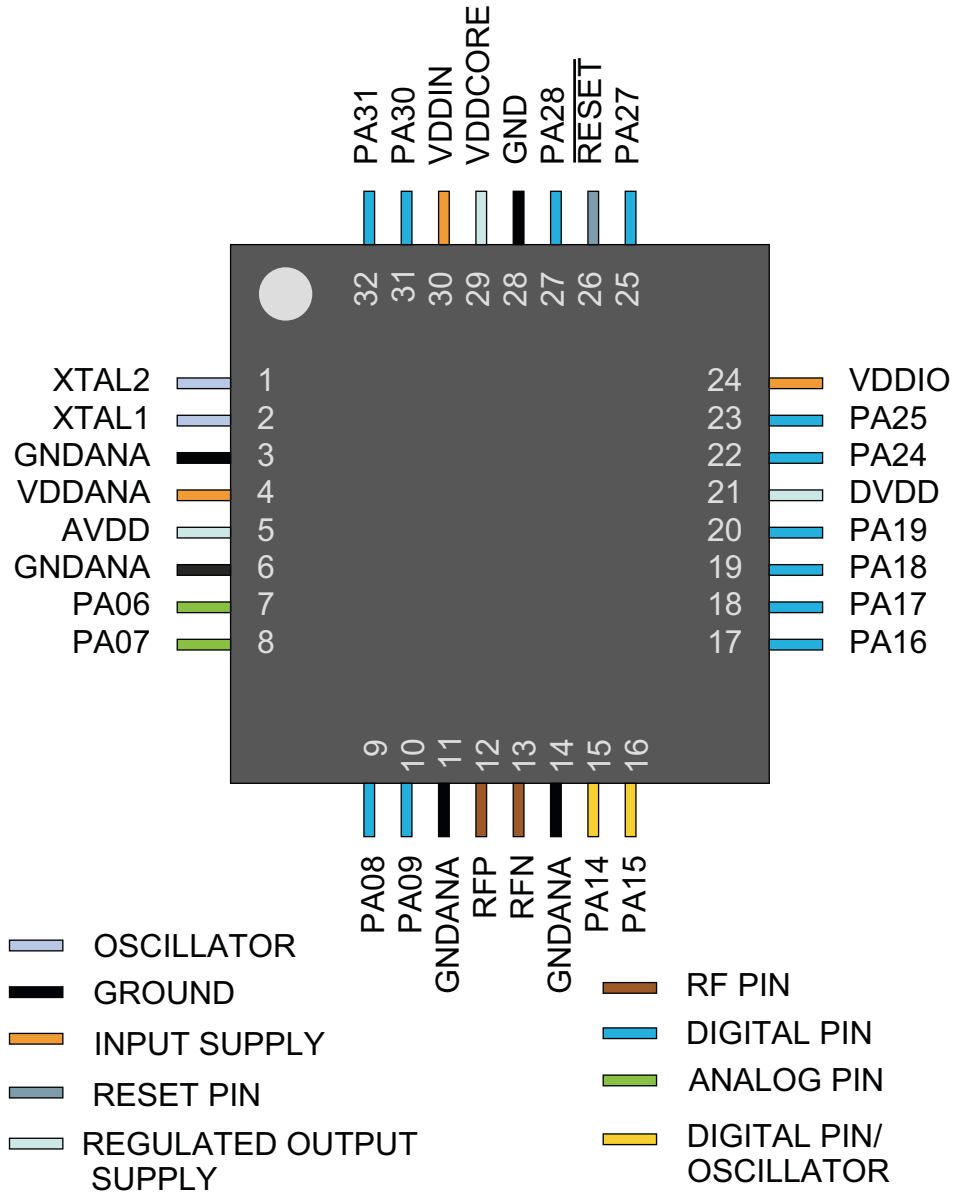 PA31
PA30
VDDIN
VDDCORE
GND
PA28
RESET
PA27
32
31
30
29
28
27
26
25
XTAL2 1
XTAL1 2
GNDANA 3
VDDANA 4
AVDD 5
GNDANA 6
PA06 7
PA07 8
24 VDDIO
23 PA25
22 PA24
21 DVDD
20 PA19
19 PA18
18 PA17
17 PA16
9
10
11
12
13
14
15
16
PA08
PA09
GNDANA
RFP
RFN
GNDANA
PA14
PA15
OSCILLATOR
GROUND
INPUT SUPPLY
RESET PIN
REGULATED OUTPUT
SUPPLY
RF PIN
DIGITAL PIN
ANALOG PIN
DIGITAL PIN/
OSCILLATOR